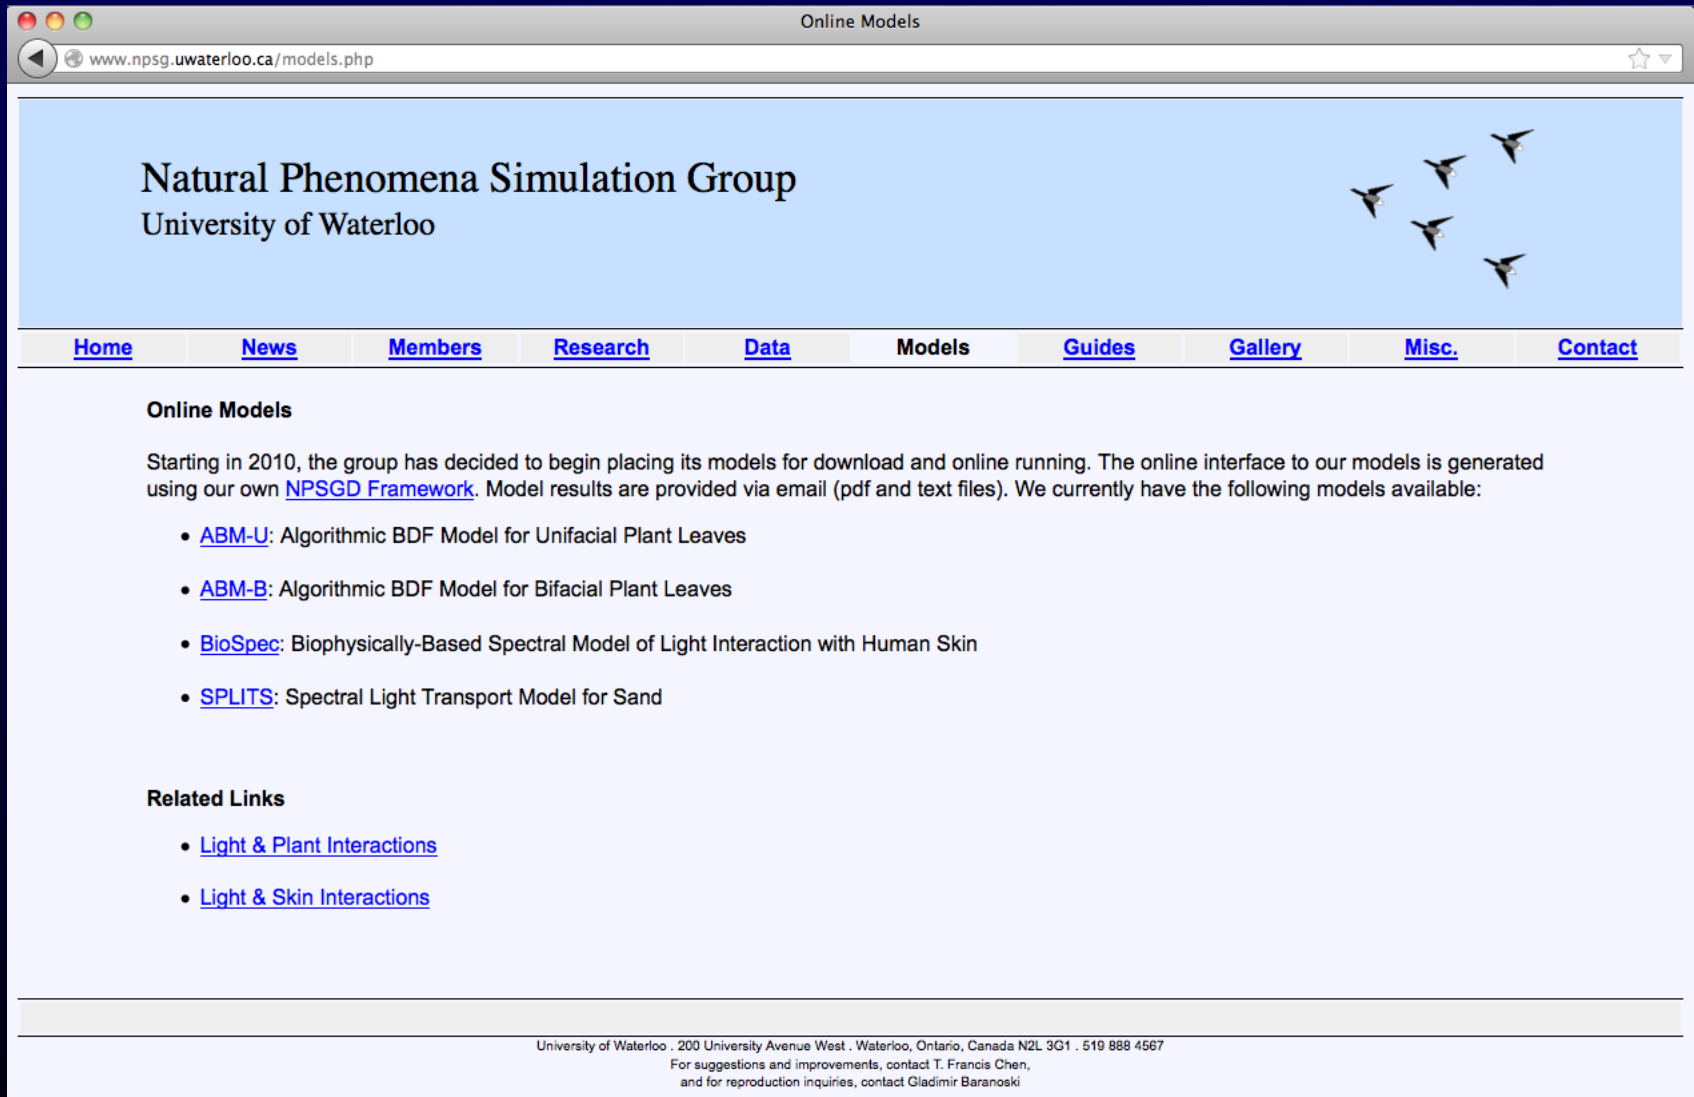 Online Models
www.npsg.uwaterloo.ca/models.php
Natural Phenomena Simulation Group
University of Waterloo
Home News Members Research Data Models Guides Gallery Misc. Contact
Online Models
Starting in 2010, the group has decided to begin placing its models for download and online running. The online interface to our models is generated
using our own NPSGD Framework. Model results are provided via email (pdf and text files). We currently have the following models available:
• ABM-U: Algorithmic BDF Model for Unifacial Plant Leaves
• ABM-B: Algorithmic BDF Model for Bifacial Plant Leaves
• BioSpec: Biophysically-Based Spectral Model of Light Interaction with Human Skin
• SPLITS: Spectral Light Transport Model for Sand
Related Links
• Light & Plant Interactions
• Light & Skin Interactions
University of Waterloo . 200 University Avenue West . Waterloo, Ontario, Canada N2L 3G1 . 519 888 4567
For suggestions and improvements, contact T. Francis Chen,
and for reproduction inquiries, contact Gladimir Baranoski